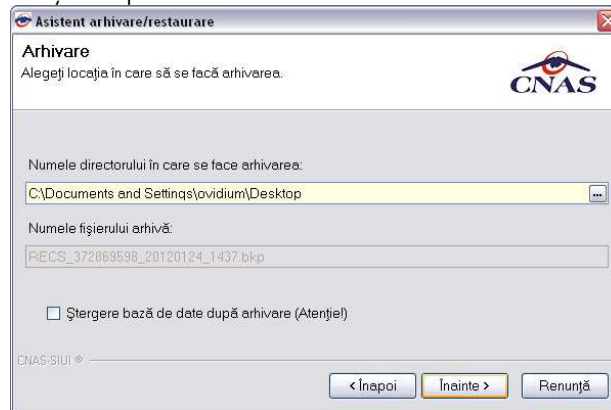 Asistent arhivare/restaurare
Arhivare
Alegeţi locaţia în care să se facă arhivarea.
CNAS
Numele directorului în care se face arhivarea:
C:\Documents and Settings\ovidium\Desktop
...
Numele fişierului arhivă:
RECS_372869598_20120124_1437.bkp
Ştergere bază de date după arhivare (Atenţie!)
CNAS-SIUI ®
< Înapoi Înainte > Renunţă